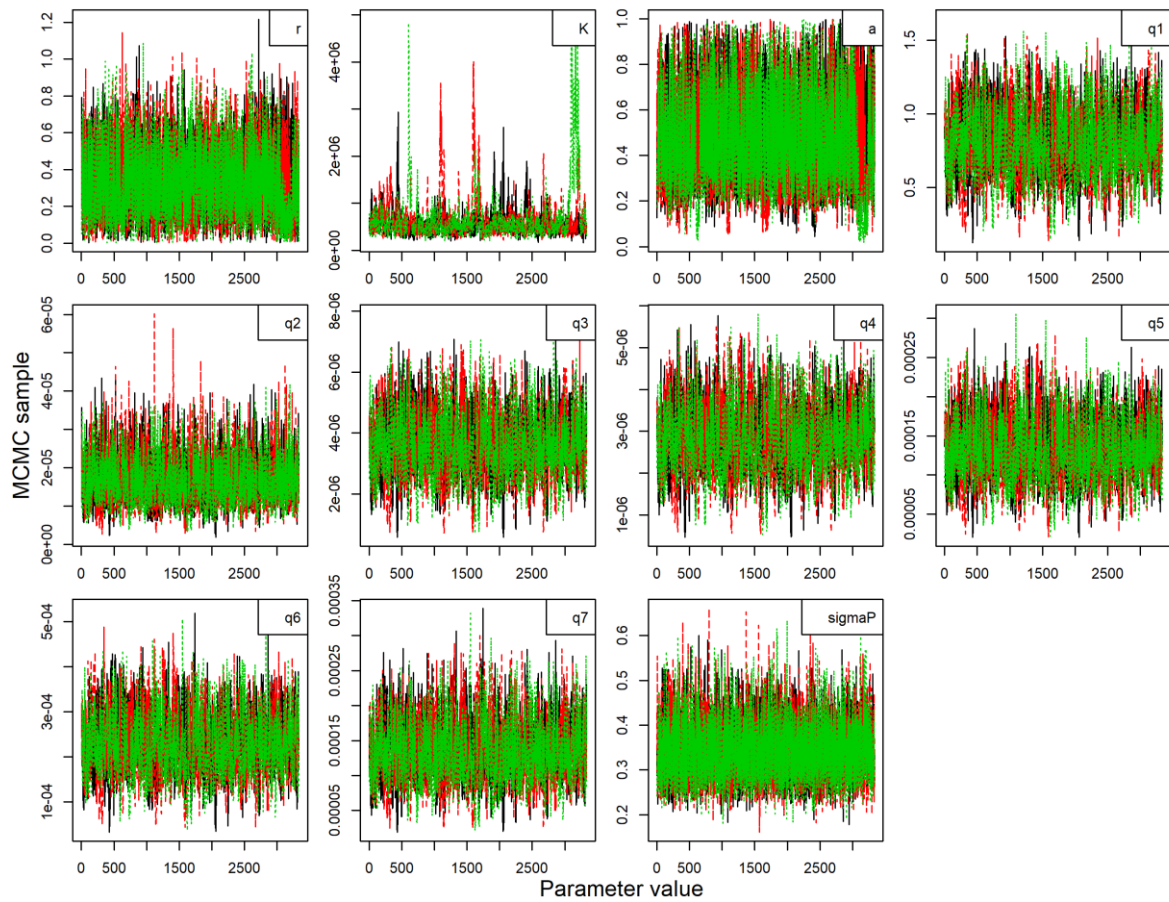 MCMC sample
r
1.2
1.0
0.8
0.6
0.4
0.2
0.0
0 500 1500 2500
K
4e+06
2e+06
0e+00
0 500 1500 2500
a
1.0
0.8
0.6
0.4
0.2
0.0
0 500 1500 2500
q1
1.5
1.0
0.5
0 500 1500 2500
q2
6e-05
4e-05
2e-05
0e+00
0 500 1500 2500
q3
8e-06
6e-06
4e-06
2e-06
0 500 1500 2500
q4
5e-06
3e-06
1e-06
0 500 1500 2500
q5
0.00025
0.00015
0.00005
0 500 1500 2500
q6
5e-04
3e-04
1e-04
0 500 1500 2500
q7
0.00035
0.00025
0.00015
0.00005
0 500 1500 2500
sigmaP
0.6
0.5
0.4
0.3
0.2
0 500 1500 2500
Parameter value